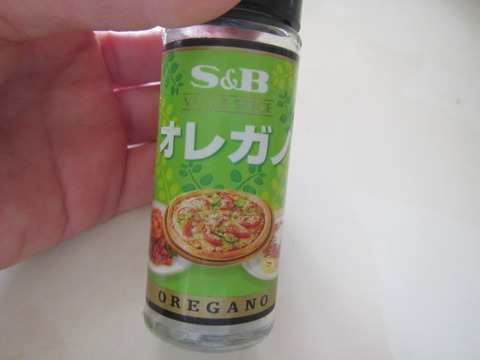 S&B
VALUE SPICE
オレガノ
OREGANO